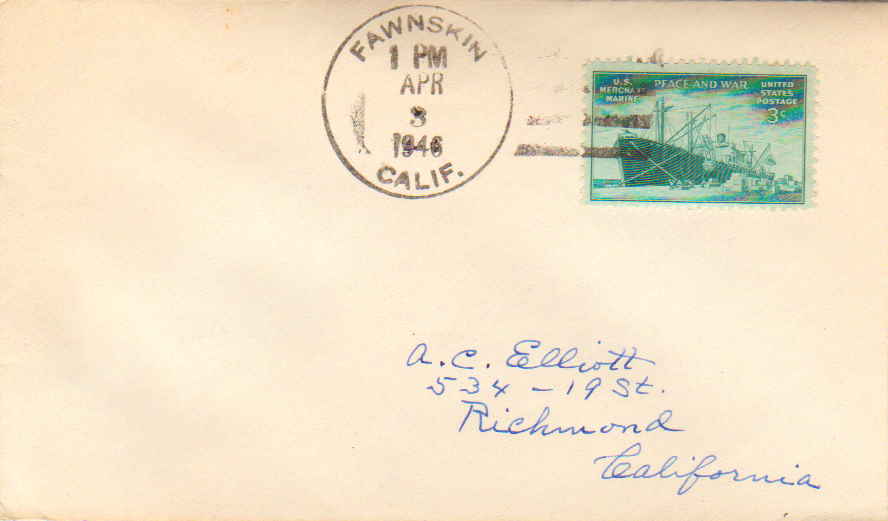 FAWNSKIN
1 PM
APR
3
1946
CALIF.
U.S. MERCHANT MARINE
PEACE AND WAR
UNITED STATES POSTAGE
3¢
A. C. Elliott
534 - 19 St.
Richmond
California